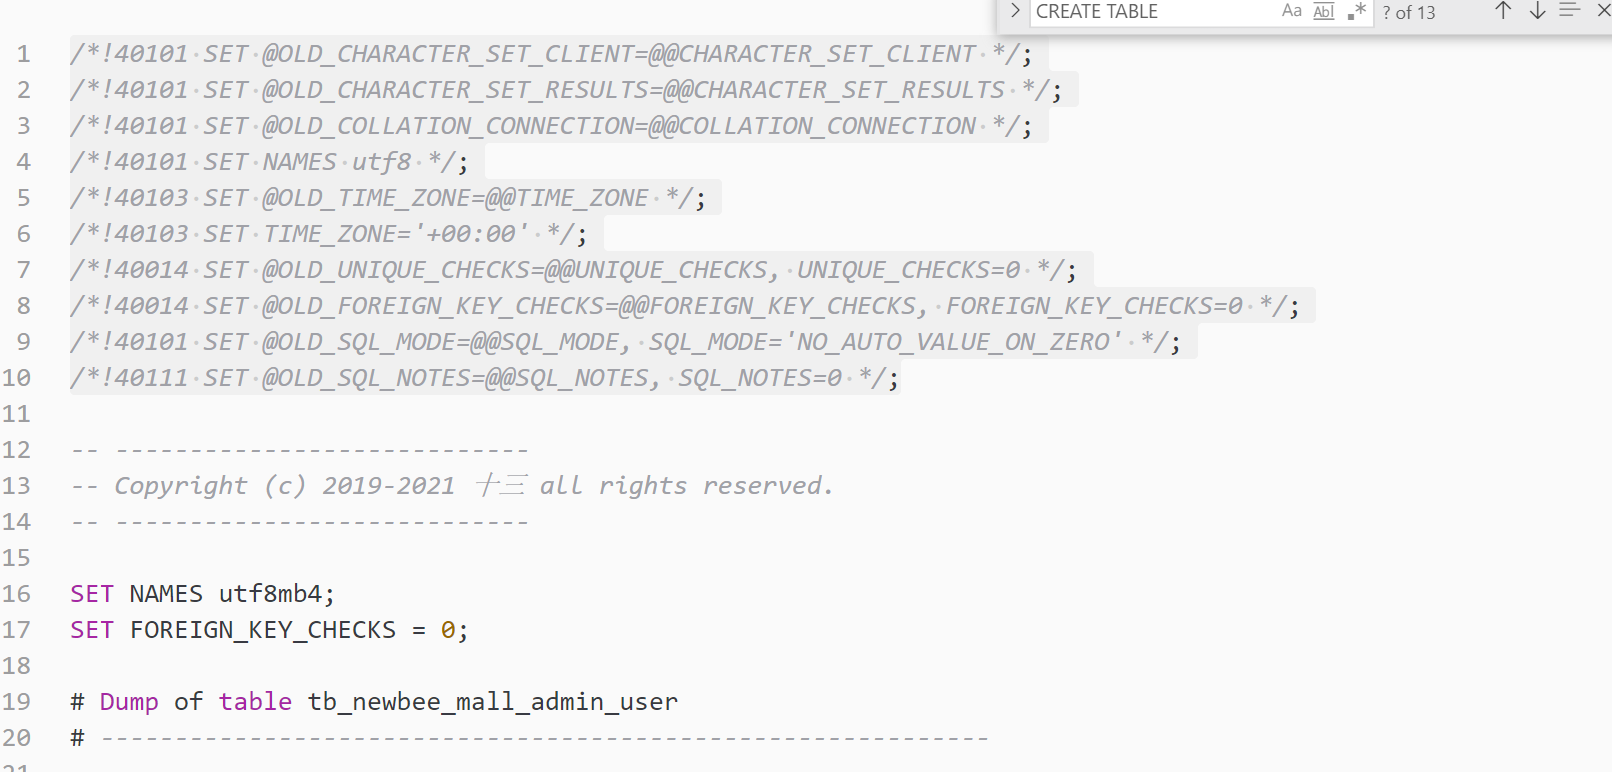 CREATE TABLE Aa Abl .* ? of 13
1 /*!40101 SET @OLD_CHARACTER_SET_CLIENT=@@CHARACTER_SET_CLIENT */;
2 /*!40101 SET @OLD_CHARACTER_SET_RESULTS=@@CHARACTER_SET_RESULTS */;
3 /*!40101 SET @OLD_COLLATION_CONNECTION=@@COLLATION_CONNECTION */;
4 /*!40101 SET NAMES utf8 */;
5 /*!40103 SET @OLD_TIME_ZONE=@@TIME_ZONE */;
6 /*!40103 SET TIME_ZONE='+00:00' */;
7 /*!40014 SET @OLD_UNIQUE_CHECKS=@@UNIQUE_CHECKS, UNIQUE_CHECKS=0 */;
8 /*!40014 SET @OLD_FOREIGN_KEY_CHECKS=@@FOREIGN_KEY_CHECKS, FOREIGN_KEY_CHECKS=0 */;
9 /*!40101 SET @OLD_SQL_MODE=@@SQL_MODE, SQL_MODE='NO_AUTO_VALUE_ON_ZERO' */;
10 /*!40111 SET @OLD_SQL_NOTES=@@SQL_NOTES, SQL_NOTES=0 */;
11
12 -- ----------------------------
13 -- Copyright (c) 2019-2021 十三 all rights reserved.
14 -- ----------------------------
15
16 SET NAMES utf8mb4;
17 SET FOREIGN_KEY_CHECKS = 0;
18
19 # Dump of table tb_newbee_mall_admin_user
20 # ------------------------------------------------------------
21